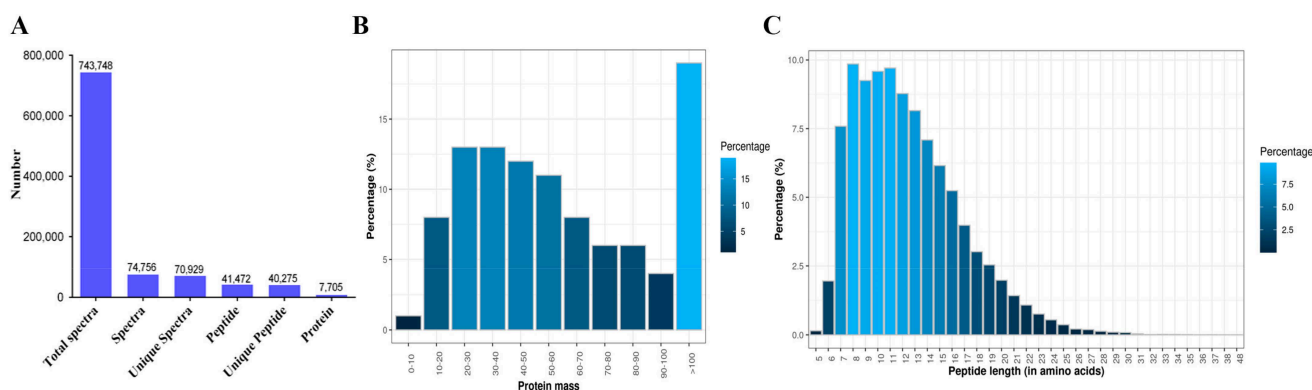 A
800,000
743,748
600,000
400,000
200,000
0
74,756
70,929
41,472
40,275
7,705
Number
Total spectra
Spectra
Unique Spectra
Peptide
Unique Peptide
Protein
B
15
10
5
0
Percentage (%)
0-10
10-20
20-30
30-40
40-50
50-60
60-70
70-80
80-90
90-100
>100
Protein mass
Percentage
15
10
5
C
10.0
7.5
5.0
2.5
0.0
Percentage (%)
5 6 7 8 9 10 11 12 13 14 15 16 17 18 19 20 21 22 23 24 25 26 27 28 29 30 31 32 33 34 35 36 37 38 48
Peptide length (in amino acids)
Percentage
7.5
5.0
2.5